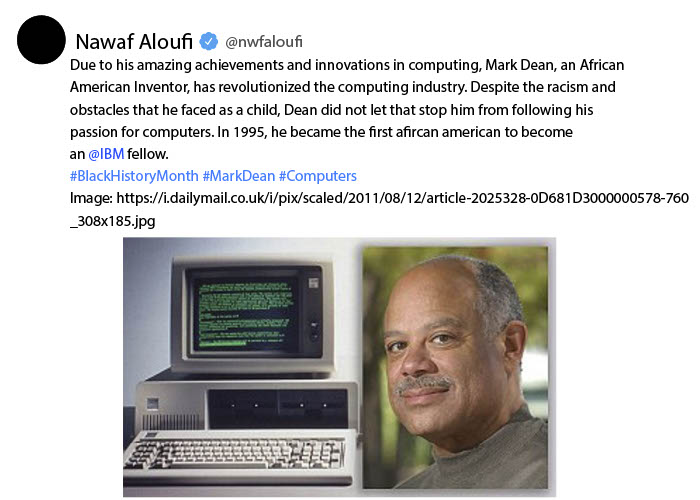 Nawaf Aloufi @nwfaloufi
Due to his amazing achievements and innovations in computing, Mark Dean, an African
American Inventor, has revolutionized the computing industry. Despite the racism and
obstacles that he faced as a child, Dean did not let that stop him from following his
passion for computers. In 1995, he became the first afircan american to become
an @IBM fellow.
#BlackHistoryMonth #MarkDean #Computers
Image: https://i.dailymail.co.uk/i/pix/scaled/2011/08/12/article-2025328-0D681D3000000578-760
_308x185.jpg